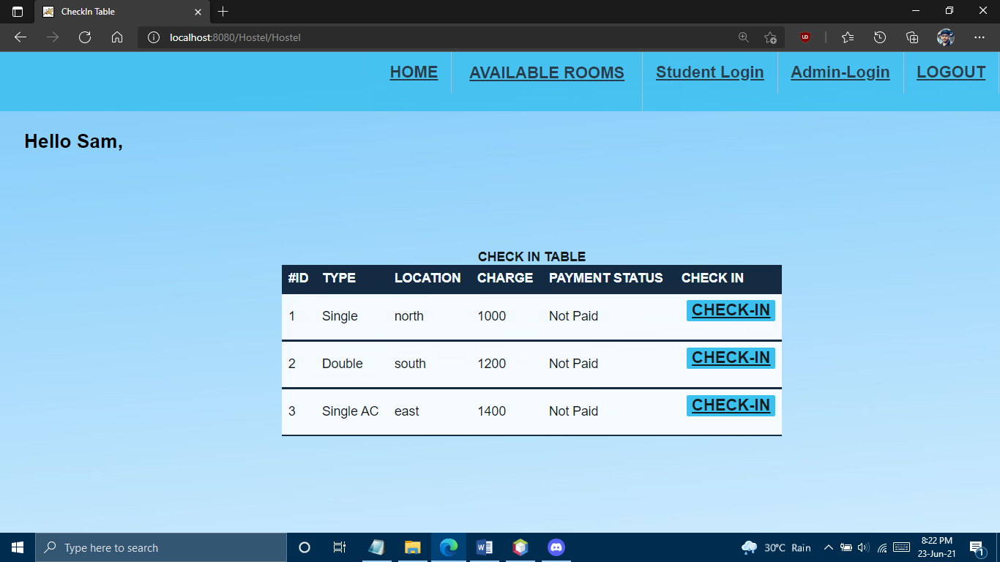 CheckIn Table
localhost:8080/Hostel/Hostel
UD
HOME AVAILABLE ROOMS Student Login Admin-Login LOGOUT
Hello Sam,
CHECK IN TABLE
#ID TYPE LOCATION CHARGE PAYMENT STATUS CHECK IN
1 Single north 1000 Not Paid CHECK-IN
2 Double south 1200 Not Paid CHECK-IN
3 Single AC east 1400 Not Paid CHECK-IN
Type here to search
30°C Rain
8:22 PM
23-Jun-21
1